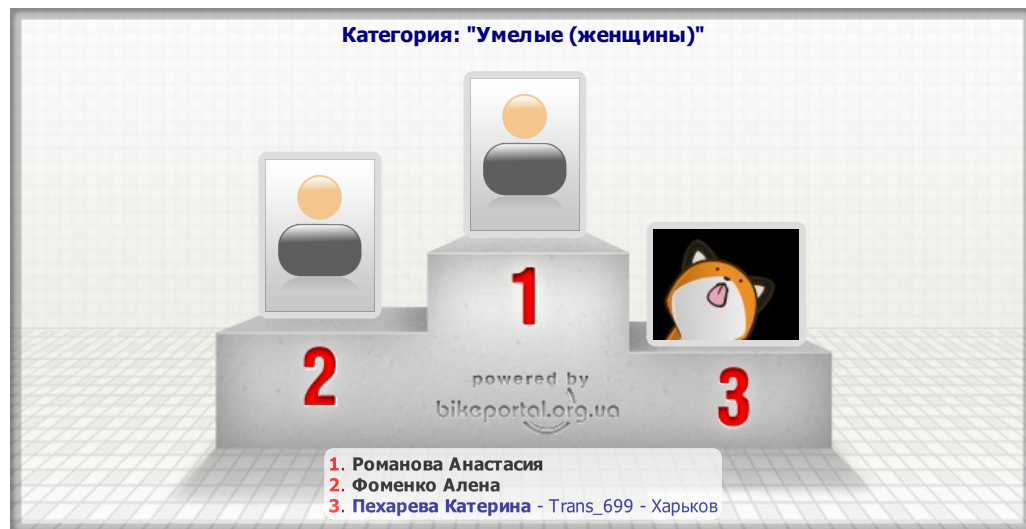 Категория: "Умелые (женщины)"
1
2
3
powered by
bikeportal.org.ua
1. Романова Анастасия
2. Фоменко Алена
3. Пехарева Катерина - Trans_699 - Харьков